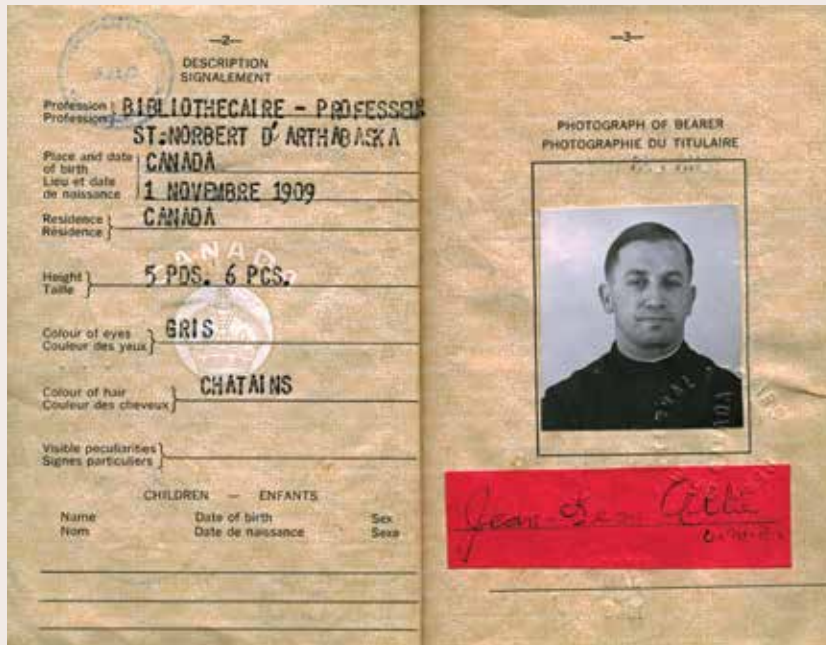 —2—
DESCRIPTION
SIGNALEMENT
Profession
Profession
BIBLIOTHECAIRE - PROFESSEUR
ST.NORBERT D'ARTHABASKA
Place and date
of birth
Lieu et date
de naissance
CANADA
1 NOVEMBRE 1909
Residence
Résidence
CANADA
CANADA
Height
Taille
5 PDS. 6 PCS.
Colour of eyes
Couleur des yeux
GRIS
Colour of hair
Couleur des cheveux
CHATAINS
Visible peculiarities
Signes particuliers
CHILDREN — ENFANTS
Name Date of birth Sex
Nom Date de naissance Sexe
—3—
PHOTOGRAPH OF BEARER
PHOTOGRAPHIE DU TITULAIRE
Jean-